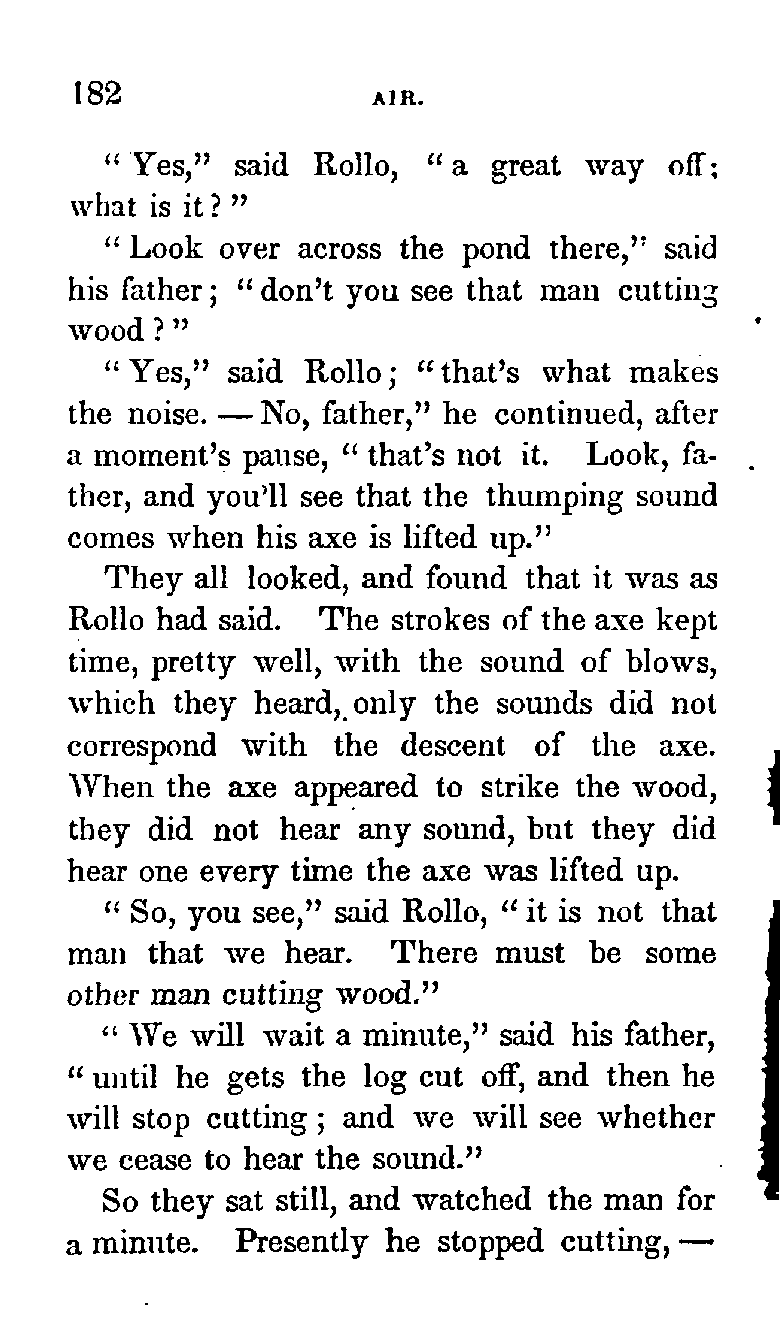 182 AIR.
" Yes," said Rollo, " a great way off;
what is it? "
" Look over across the pond there," said
his father; " don't you see that man cutting
wood? "
" Yes," said Rollo; " that's what makes
the noise. — No, father," he continued, after
a moment's pause, " that's not it. Look, fa-
ther, and you'll see that the thumping sound
comes when his axe is lifted up."
They all looked, and found that it was as
Rollo had said. The strokes of the axe kept
time, pretty well, with the sound of blows,
which they heard, only the sounds did not
correspond with the descent of the axe.
When the axe appeared to strike the wood,
they did not hear any sound, but they did
hear one every time the axe was lifted up.
" So, you see," said Rollo, " it is not that
man that we hear. There must be some
other man cutting wood."
" We will wait a minute," said his father,
" until he gets the log cut off, and then he
will stop cutting; and we will see whether
we cease to hear the sound."
So they sat still, and watched the man for
a minute. Presently he stopped cutting, —